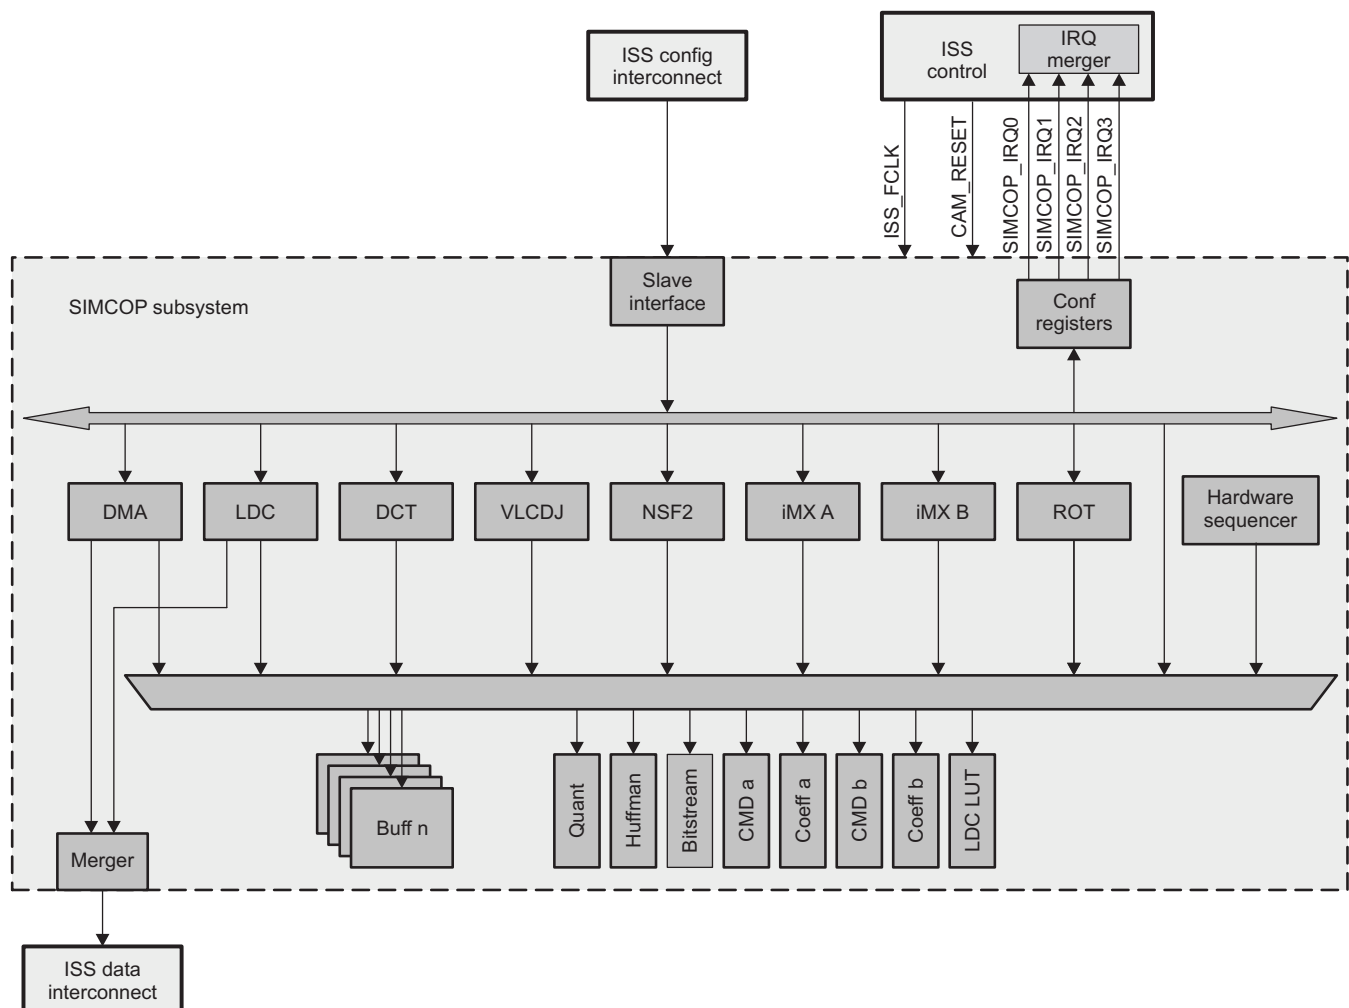 ISS config
interconnect
ISS
control
IRQ
merger
ISS_FCLK
CAM_RESET
SIMCOP_IRQ0
SIMCOP_IRQ1
SIMCOP_IRQ2
SIMCOP_IRQ3
SIMCOP subsystem
Slave
interface
Conf
registers
DMA
LDC
DCT
VLCDJ
NSF2
iMX A
iMX B
ROT
Hardware
sequencer
Buff n
Quant
Huffman
Bitstream
CMD a
Coeff a
CMD b
Coeff b
LDC LUT
Merger
ISS data
interconnect